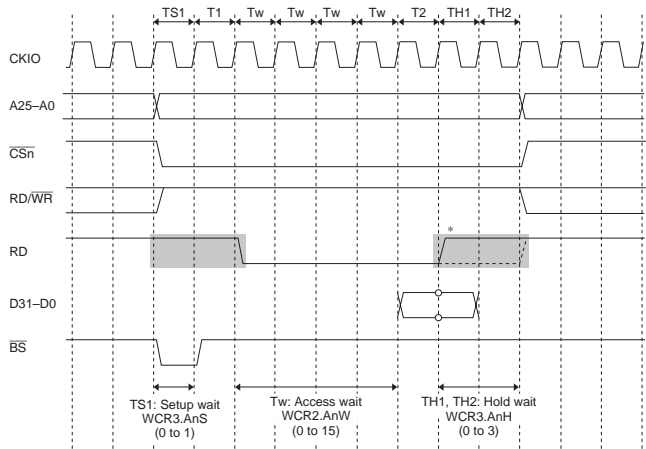 TS1 T1 Tw Tw Tw Tw T2 TH1 TH2
CKIO
A25–A0
CSn
RD/WR
*
RD
D31–D0
BS
TS1: Setup wait
WCR3.AnS
(0 to 1)
Tw: Access wait
WCR2.AnW
(0 to 15)
TH1, TH2: Hold wait
WCR3.AnH
(0 to 3)